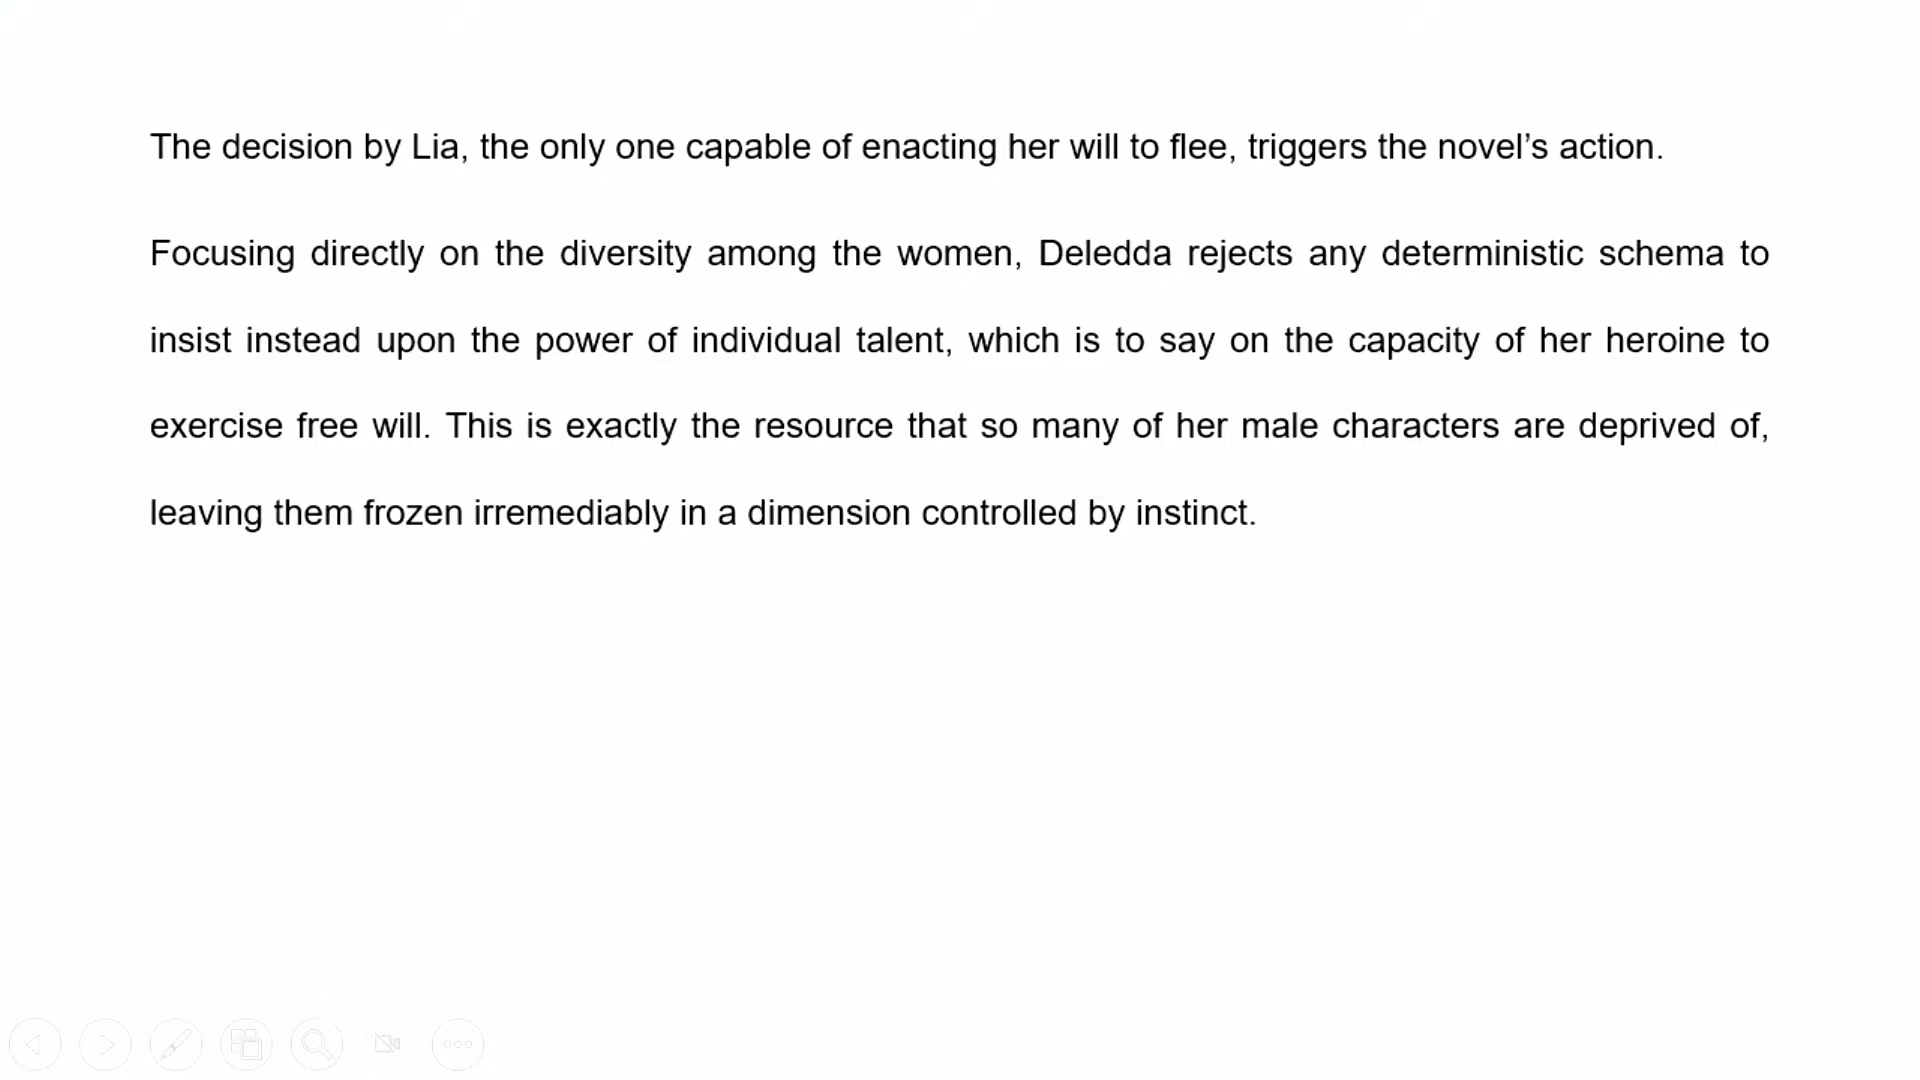 The decision by Lia, the only one capable of enacting her will to flee, triggers the novel’s action.
Focusing directly on the diversity among the women, Deledda rejects any deterministic schema to
insist instead upon the power of individual talent, which is to say on the capacity of her heroine to
exercise free will. This is exactly the resource that so many of her male characters are deprived of,
leaving them frozen irremediably in a dimension controlled by instinct.